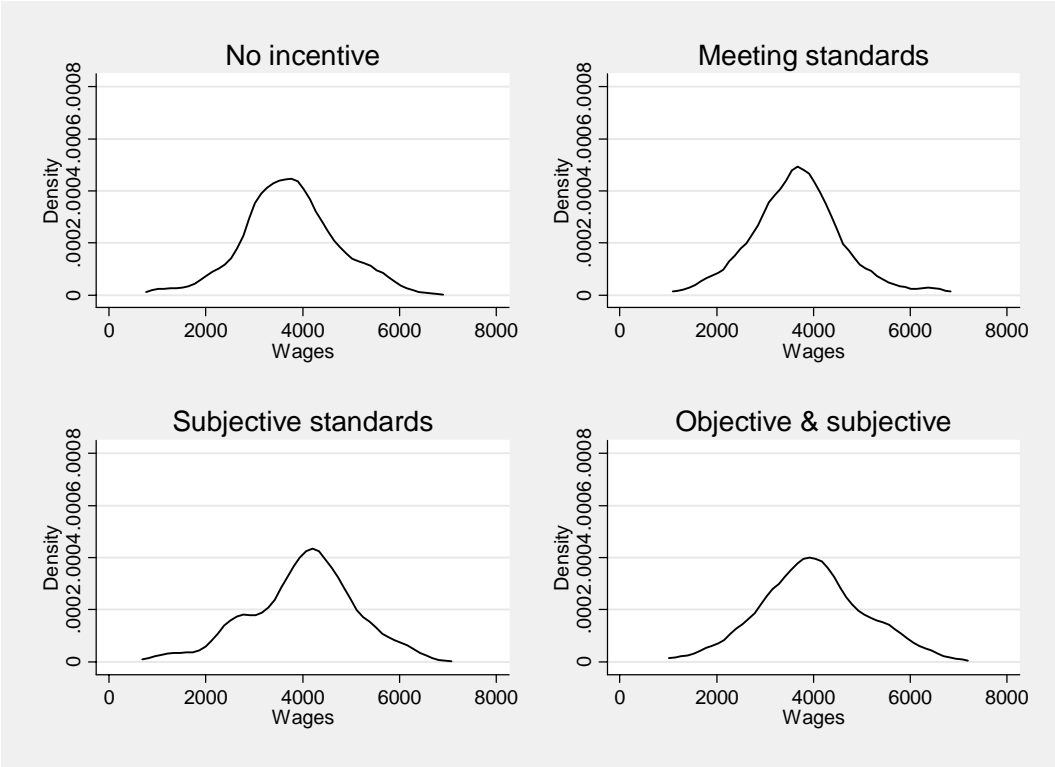 No incentive
Density
0 .0002 .0004 .0006 .0008
0 2000 4000 6000 8000
Wages
Meeting standards
Density
0 .0002 .0004 .0006 .0008
0 2000 4000 6000 8000
Wages
Subjective standards
Density
0 .0002 .0004 .0006 .0008
0 2000 4000 6000 8000
Wages
Objective & subjective
Density
0 .0002 .0004 .0006 .0008
0 2000 4000 6000 8000
Wages